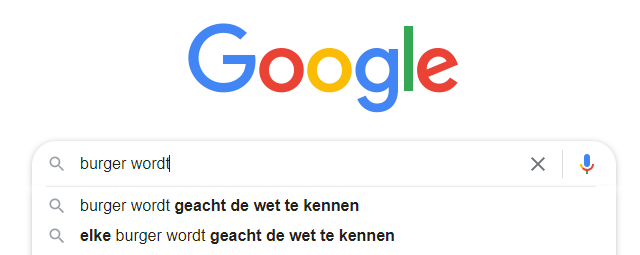 Google
burger wordt
burger wordt geacht de wet te kennen
elke burger wordt geacht de wet te kennen